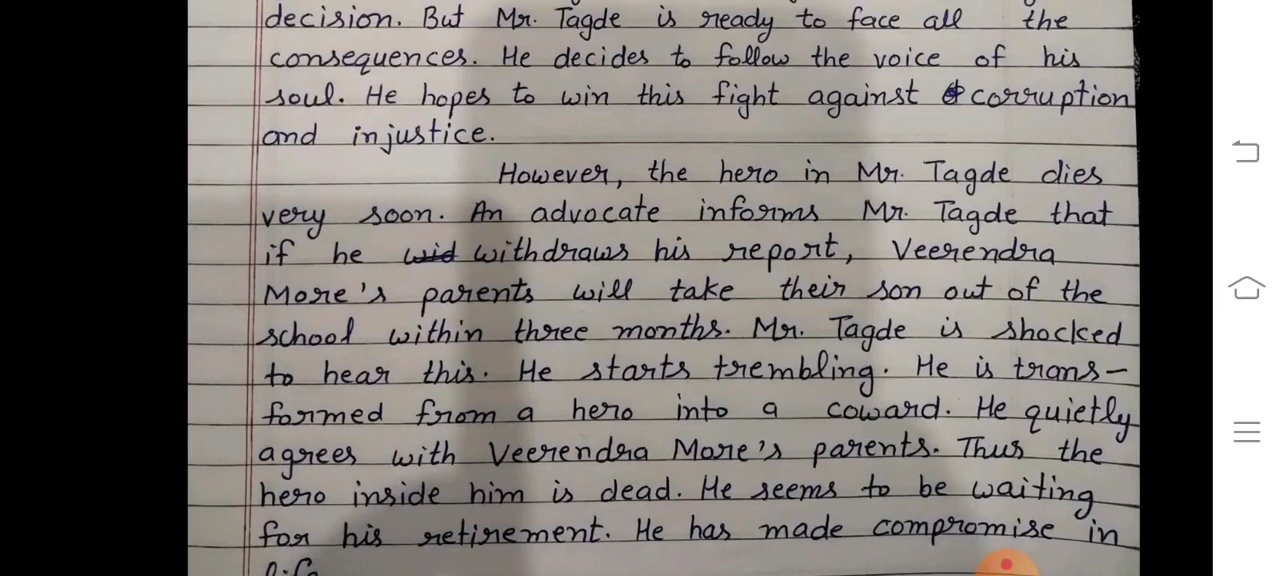 decision. But Mr. Tagde is ready to face all the
consequences. He decides to follow the voice of his
soul. He hopes to win this fight against corruption
and injustice.
However, the hero in Mr. Tagde dies
very soon. An advocate informs Mr. Tagde that
if he wid withdraws his report, Veerendra
More's parents will take their son out of the
school within three months. Mr. Tagde is shocked
to hear this. He starts trembling. He is trans-
formed from a hero into a coward. He quietly
agrees with Veerendra More's parents. Thus the
hero inside him is dead. He seems to be waiting
for his retirement. He has made compromise in